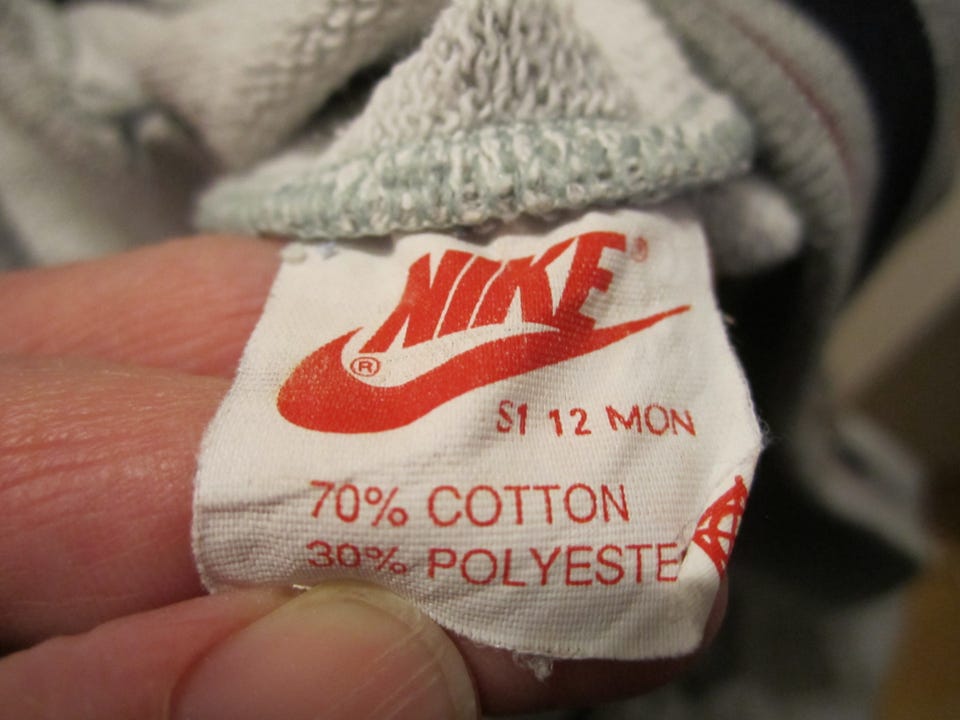 NIKE®
®
S1 12 MON
70% COTTON
30% POLYESTE